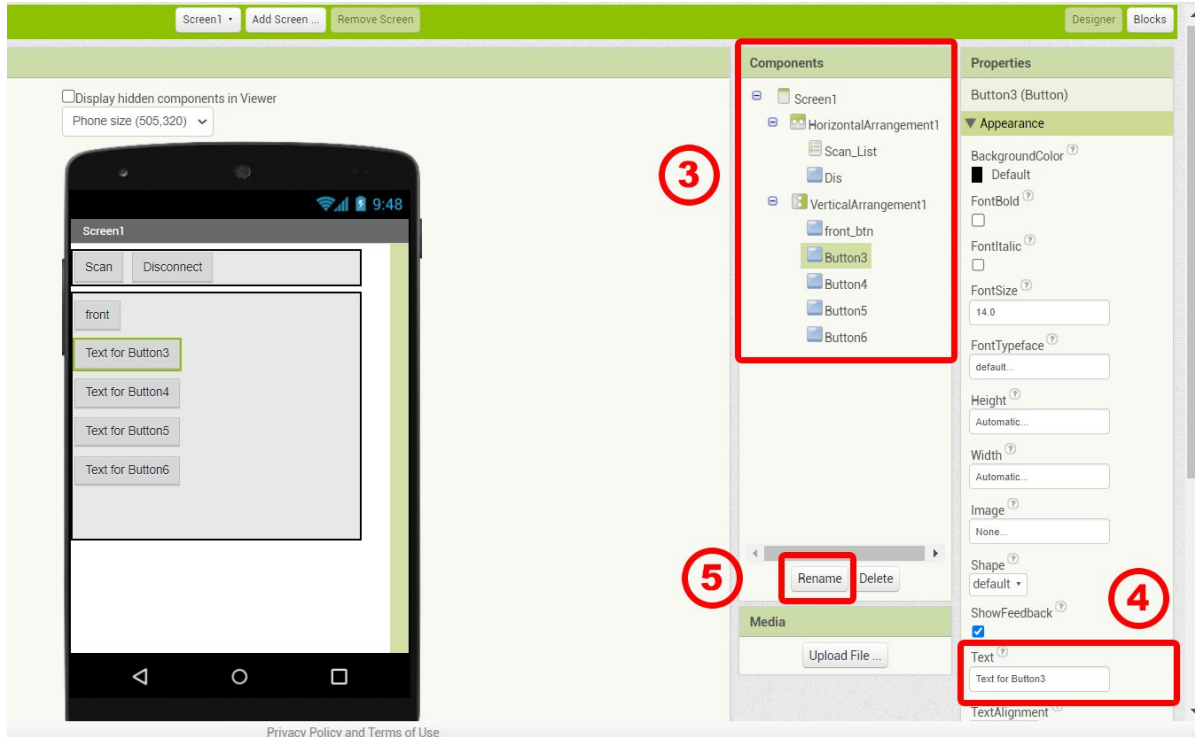 Screen1
Add Screen ...
Remove Screen
Designer
Blocks
Display hidden components in Viewer
Phone size (505,320)
9:48
Screen1
Scan
Disconnect
front
Text for Button3
Text for Button4
Text for Button5
Text for Button6
3
Components
Screen1
HorizontalArrangement1
Scan_List
Dis
VerticalArrangement1
front_btn
Button3
Button4
Button5
Button6
5
Rename
Delete
Media
Upload File ...
Properties
Button3 (Button)
Appearance
BackgroundColor ?
Default
FontBold ?
FontItalic ?
FontSize ?
14.0
FontTypeface ?
default...
Height ?
Automatic...
Width ?
Automatic...
Image ?
None...
Shape ?
default
4
ShowFeedback ?
Text ?
Text for Button3
TextAlignment ?
Privacy Policy and Terms of Use